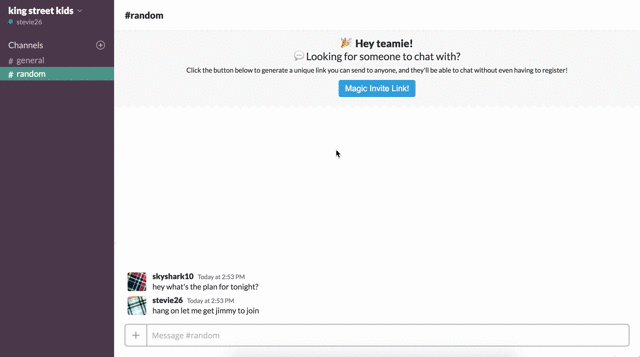 king street kids
stevie26
Channels
# general
# random
#random
🎉 Hey teamie!
💬 Looking for someone to chat with?
Click the button below to generate a unique link you can send to anyone, and they'll be able to chat without even having to register!
Magic Invite Link!
skyshark10 Today at 2:53 PM
hey what's the plan for tonight?
stevie26 Today at 2:53 PM
hang on let me get jimmy to join
+ Message #random